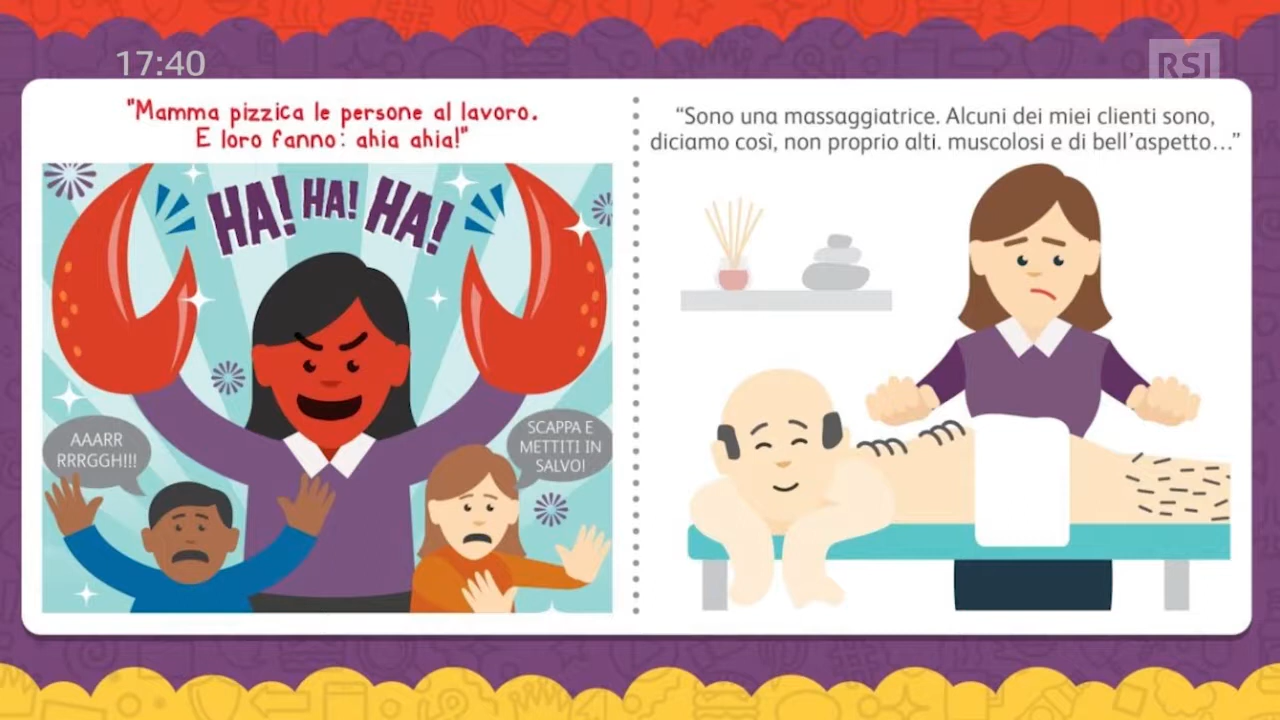 17:40
RSI
"Mamma pizzica le persone al lavoro.
E loro fanno: ahia ahia!"
HA! HA! HA!
AAARR
RRRGGH!!!
SCAPPA E
METTITI IN
SALVO!
“Sono una massaggiatrice. Alcuni dei miei clienti sono,
diciamo così, non proprio alti. muscolosi e di bell’aspetto...”